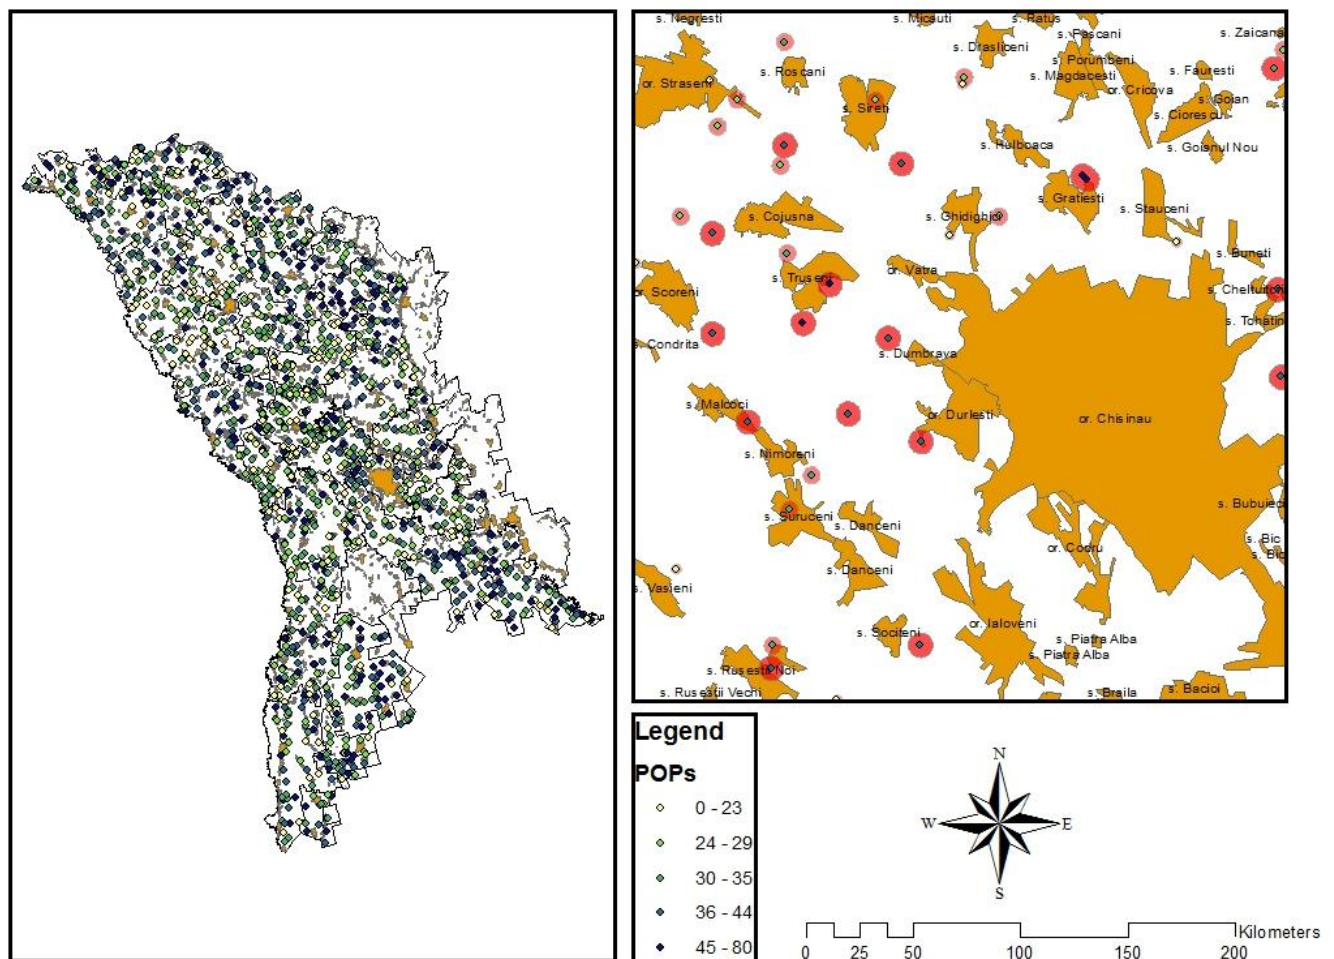 s. Negresti
s. Micauti
s. Ratus
s. Pascani
s. Zaicana
s. Drasliceni
s. Porumbeni
s. Roscani
s. Magdacesti
s. Fauresti
or. Straseni
or. Cricova
s. Goian
s. Sireti
s. Ciorescu
s. Hulboaca
s. Goianul Nou
s. Gratiesti
s. Stauceni
s. Cojusna
s. Ghidighici
s. Buneti
s. Truseni
or. Vatra
or. Scoreni
s. Tohatin
s. Condrita
s. Dumbrava
s. Malcoci
or. Durlesti
or. Chisinau
s. Nimoreni
s. Bubuieci
s. Suruceni
s. Danceni
s. Bic
or. Codru
s. Bic
s. Danceni
s. Vasieni
or. Ialoveni
s. Sociteni
s. Piatra Alba
s. Piatra Alba
s. Rusestii Noi
s. Rusestii Vechi
s. Braila
s. Bacioi
Legend
POPs
0 - 23
24 - 29
30 - 35
36 - 44
45 - 80
N
W E
S
Kilometers
0 25 50 100 150 200